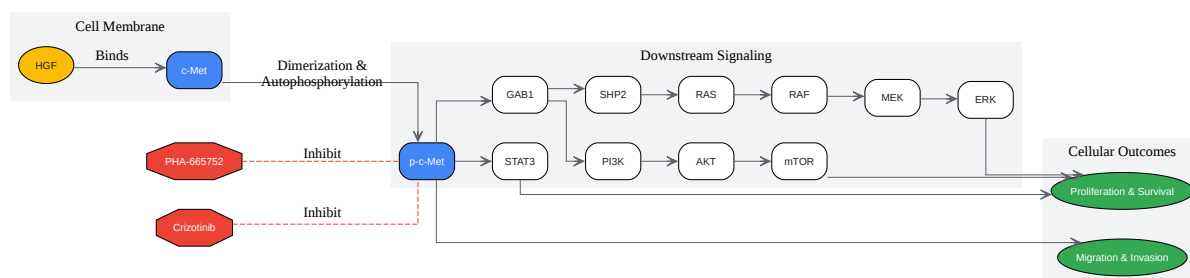 Cell Membrane
HGF
Binds
c-Met
Dimerization &
Autophosphorylation
Downstream Signaling
GAB1
SHP2
RAS
RAF
MEK
ERK
PHA-665752
Inhibit
p-c-Met
STAT3
PI3K
AKT
mTOR
Crizotinib
Inhibit
Cellular Outcomes
Proliferation & Survival
Migration & Invasion